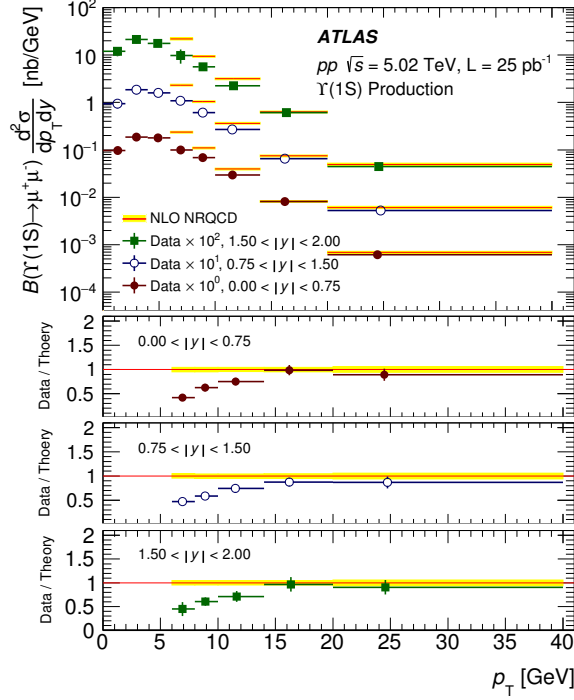 B(ϒ(1S)→μ⁺μ⁻) d²σ/dp_T dy [nb/GeV]
10²
10
1
10⁻¹
10⁻²
10⁻³
10⁻⁴
ATLAS
pp √s = 5.02 TeV, L = 25 pb⁻¹
ϒ(1S) Production
NLO NRQCD
Data × 10², 1.50 < |y| < 2.00
Data × 10¹, 0.75 < |y| < 1.50
Data × 10⁰, 0.00 < |y| < 0.75
Data / Thoery
2
1.5
1
0.5
0.00 < |y| < 0.75
Data / Thoery
2
1.5
1
0.5
0.75 < |y| < 1.50
Data / Theory
2
1.5
1
0.5
0
1.50 < |y| < 2.00
0 5 10 15 20 25 30 35 40
p_T [GeV]